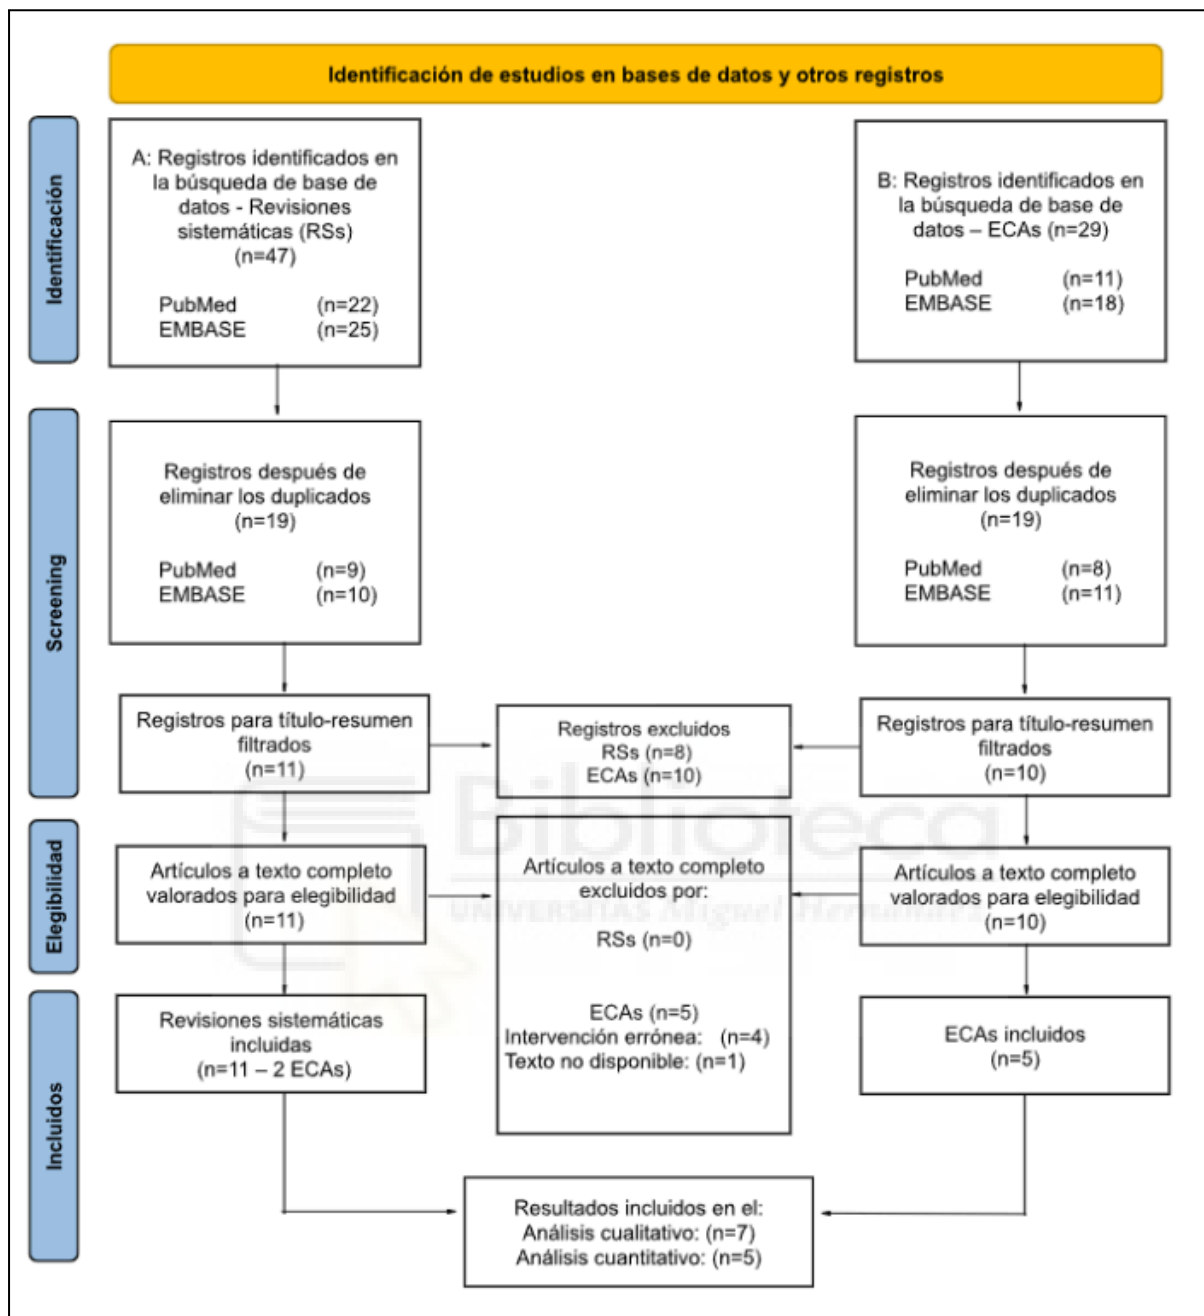 Identificación de estudios en bases de datos y otros registros
Identificación
A: Registros identificados en
la búsqueda de base de
datos - Revisiones
sistemáticas (RSs)
(n=47)
PubMed (n=22)
EMBASE (n=25)
B: Registros identificados en
la búsqueda de base de
datos – ECAs (n=29)
PubMed (n=11)
EMBASE (n=18)
Screening
Registros después de
eliminar los duplicados
(n=19)
PubMed (n=9)
EMBASE (n=10)
Registros después de
eliminar los duplicados
(n=19)
PubMed (n=8)
EMBASE (n=11)
Registros para título-resumen
filtrados
(n=11)
Registros excluidos
RSs (n=8)
ECAs (n=10)
Registros para título-resumen
filtrados
(n=10)
Biblioteca
UNIVERSITAS Miguel Hernández
Elegibilidad
Artículos a texto completo
valorados para elegibilidad
(n=11)
Artículos a texto completo
excluidos por:
RSs (n=0)
ECAs (n=5)
Intervención errónea: (n=4)
Texto no disponible: (n=1)
Artículos a texto completo
valorados para elegibilidad
(n=10)
Incluidos
Revisiones sistemáticas
incluidas
(n=11 – 2 ECAs)
ECAs incluidos
(n=5)
Resultados incluidos en el:
Análisis cualitativo: (n=7)
Análisis cuantitativo: (n=5)